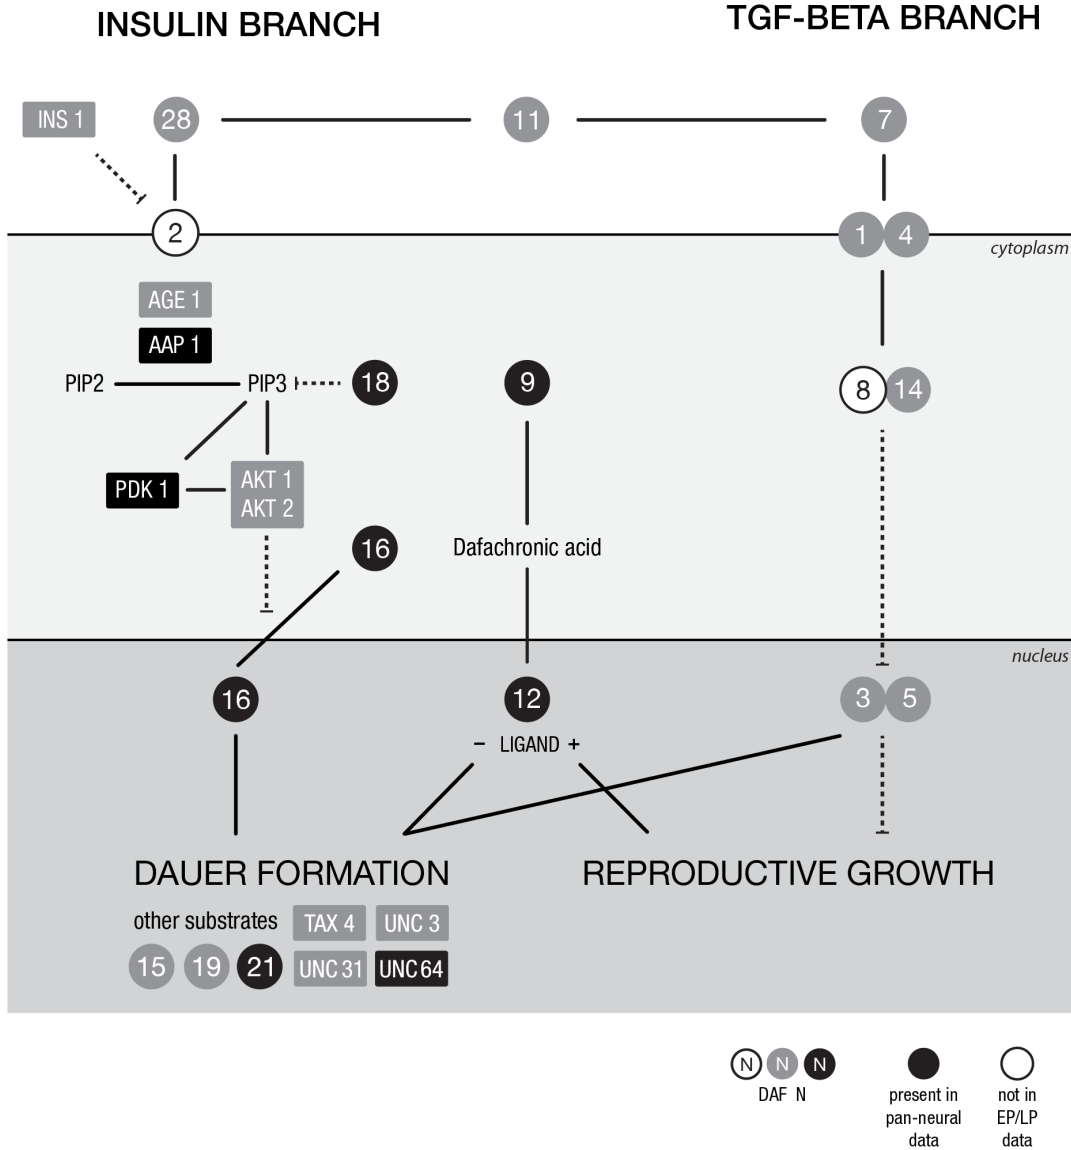 INSULIN BRANCH
TGF-BETA BRANCH
INS 1
28
11
7
2
1
4
cytoplasm
AGE 1
AAP 1
PIP2
PIP3
18
9
8
14
PDK 1
AKT 1
AKT 2
16
Dafachronic acid
nucleus
16
12
3
5
– LIGAND +
DAUER FORMATION
REPRODUCTIVE GROWTH
other substrates
TAX 4
UNC 3
15
19
21
UNC 31
UNC 64
N N N
DAF N
present in
pan-neural
data
not in
EP/LP
data